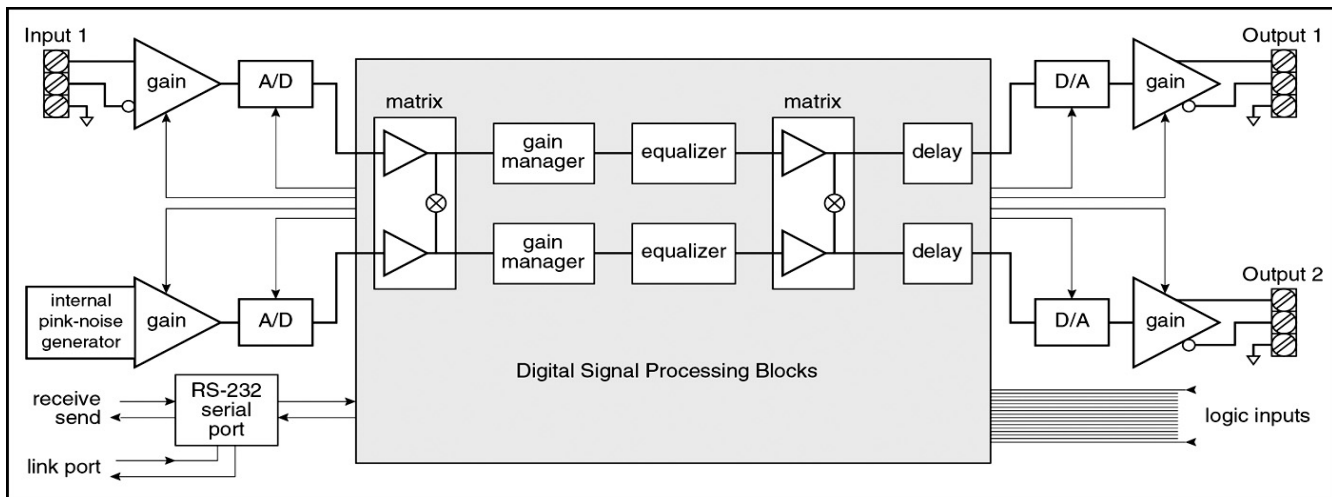 Input 1
gain
A/D
matrix
gain
manager
equalizer
matrix
delay
D/A
gain
Output 1
gain
manager
equalizer
delay
internal
pink-noise
generator
gain
A/D
D/A
gain
Output 2
Digital Signal Processing Blocks
receive
send
RS-232
serial
port
link port
logic inputs